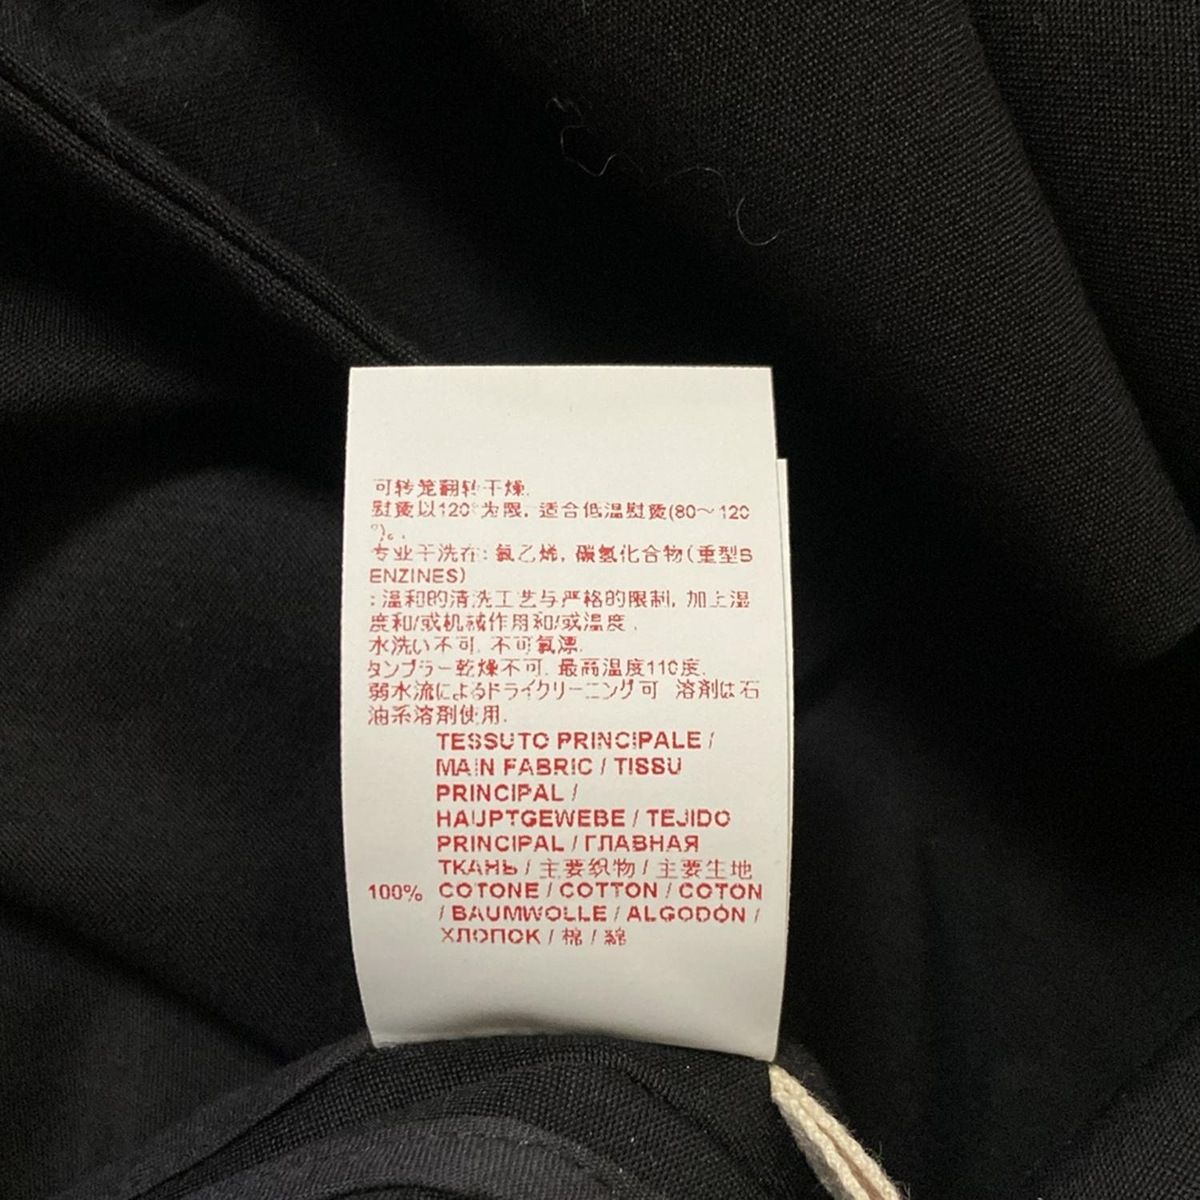 可转笼翻转干燥.
熨烫以120°为限, 适合低温熨烫(80～120
°)。.
专业干洗在: 氯乙烯, 碳氢化合物(重型B
ENZINES)
: 温和的清洗工艺与严格的限制, 加上湿
度和/或机械作用和/或温度 .
水洗い不可. 不可氯漂.
タンブラー乾燥不可. 最高温度110度.
弱水流によるドライクリーニング可  溶剤は石
油系溶剤使用.
TESSUTO PRINCIPALE /
MAIN FABRIC / TISSU
PRINCIPAL /
HAUPTGEWEBE / TEJIDO
PRINCIPAL / ГЛАВНАЯ
ТКАНЬ / 主要织物 / 主要生地
100% COTONE / COTTON / COTON
/ BAUMWOLLE / ALGODÓN /
ХЛОПОК / 棉 / 綿